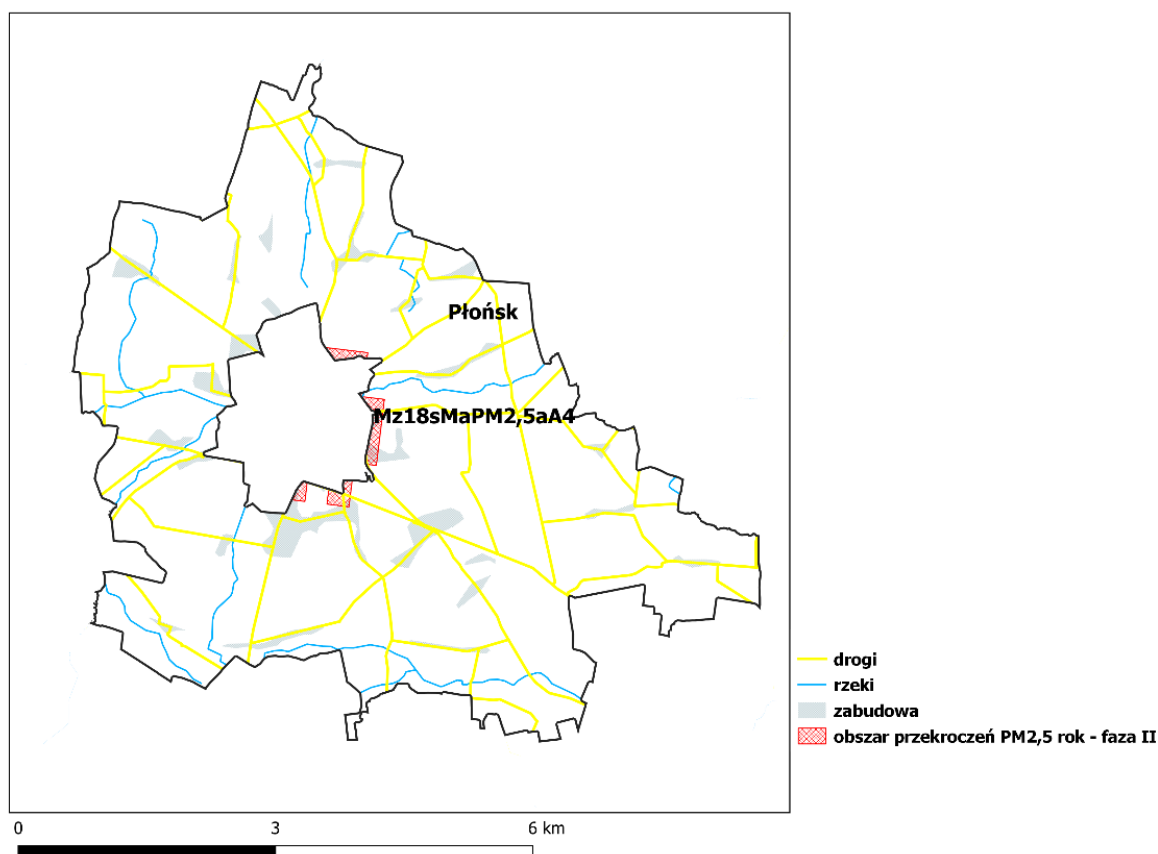 Płońsk
Mz18sMaPM2,5aA4
drogi
rzeki
zabudowa
obszar przekroczeń PM2,5 rok - faza II
0 3 6 km